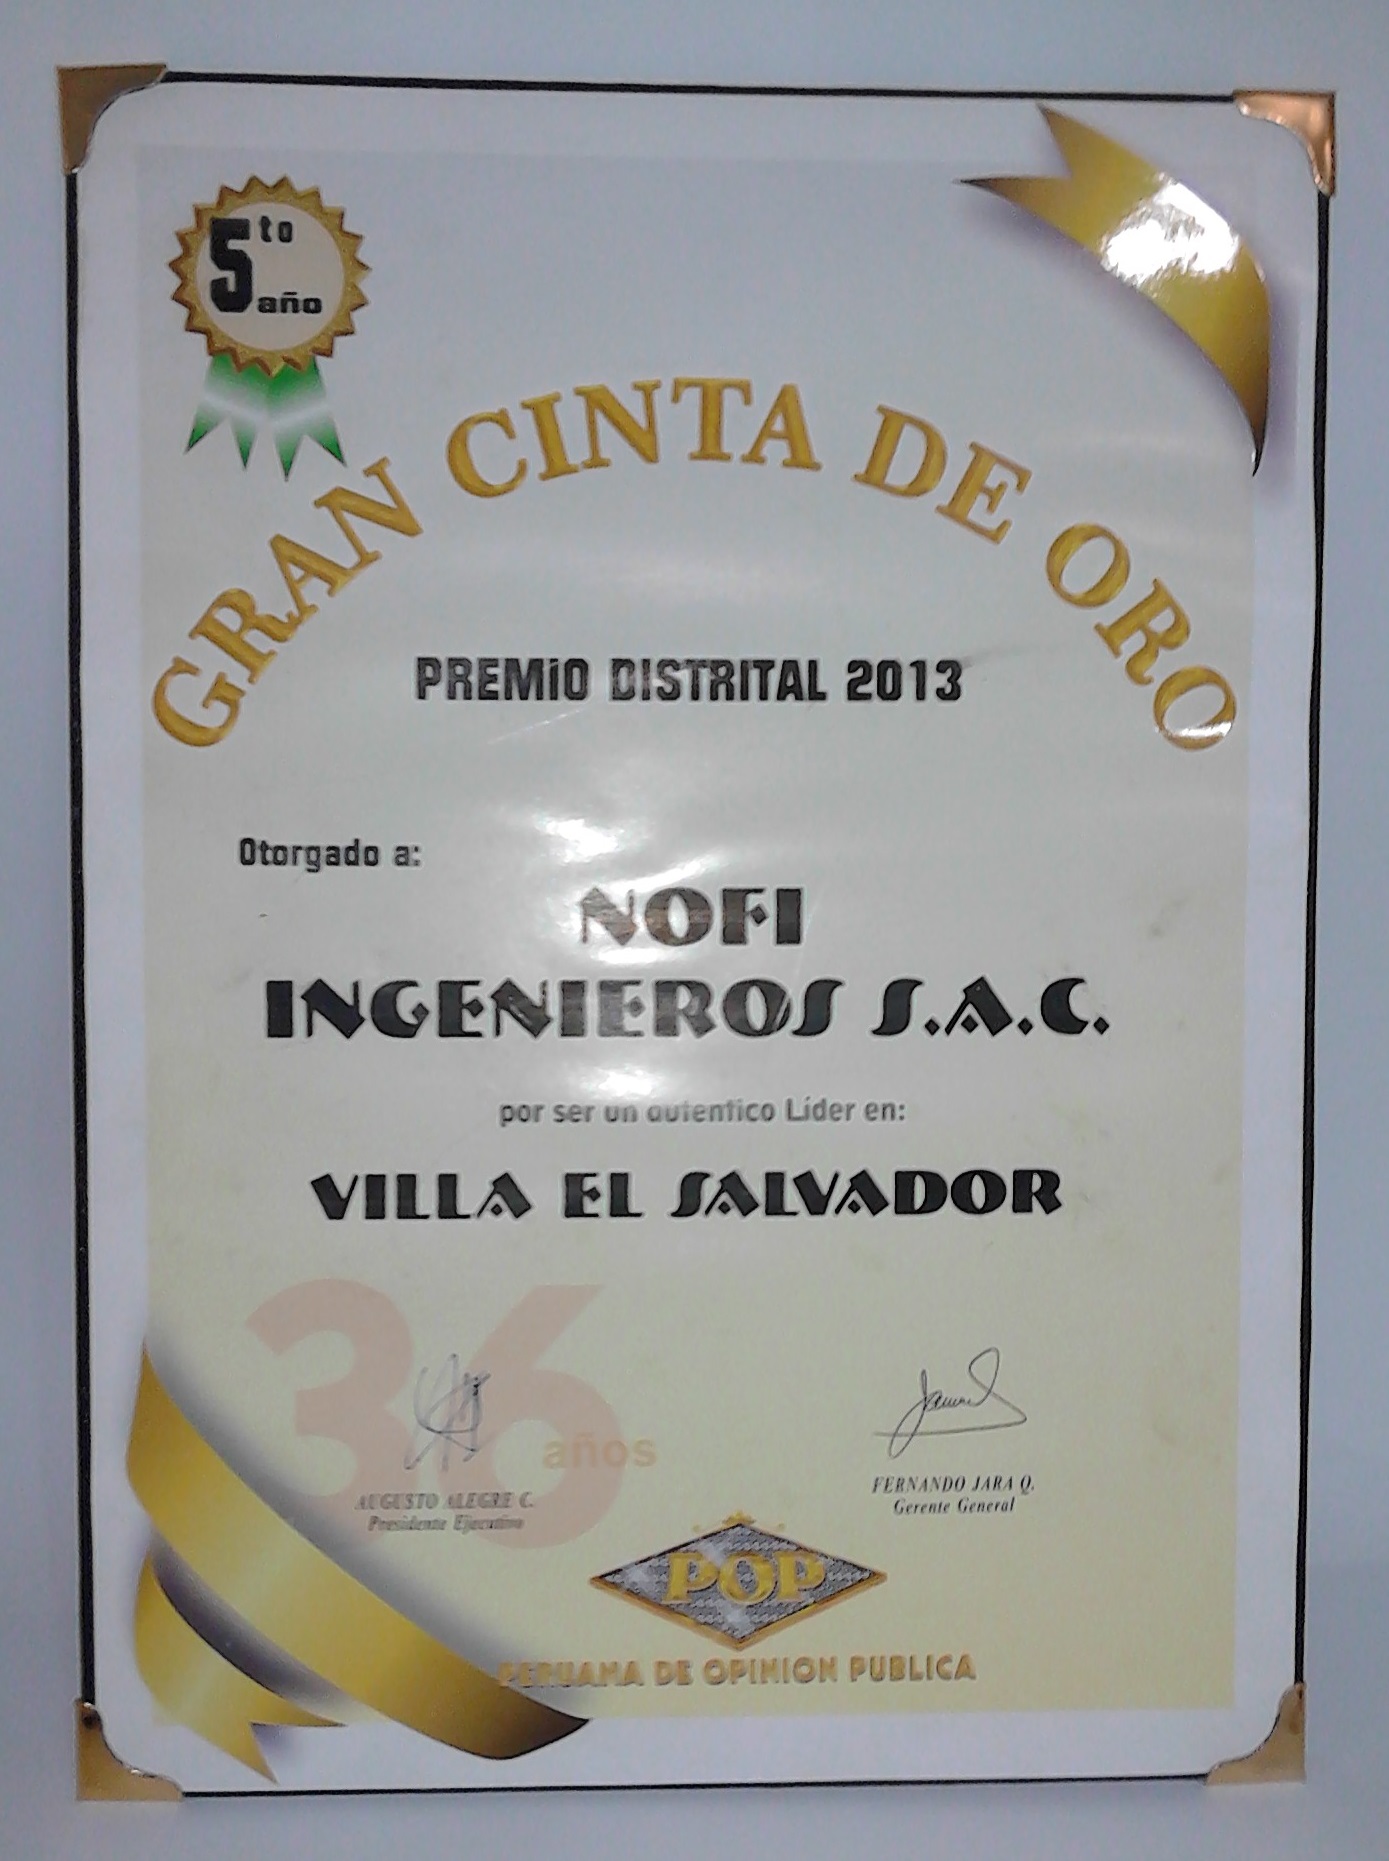 5to
año
GRAN CINTA DE ORO
PREMiO DISTRITAL 2013
Otorgado a:
NOFI
INGENIEROS S.A.C.
por ser un autentico Líder en:
VILLA EL SALVADOR
36
años
AUGUSTO ALEGRE C.
Presidente Ejecutivo
FERNANDO JARA Q.
Gerente General
POP
PERUANA DE OPINION PUBLICA